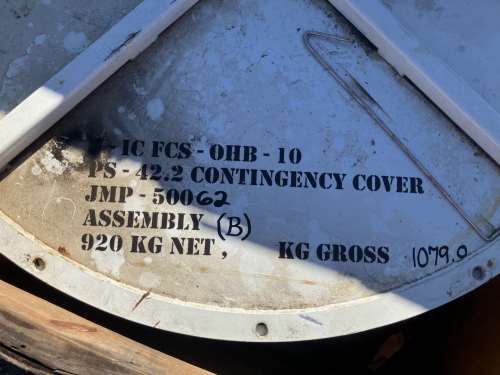 IC FCS - OHB - 10
PS - 42.2 CONTINGENCY COVER
JMP - 50062
ASSEMBLY (B)
920 KG NET, KG GROSS 1079.0